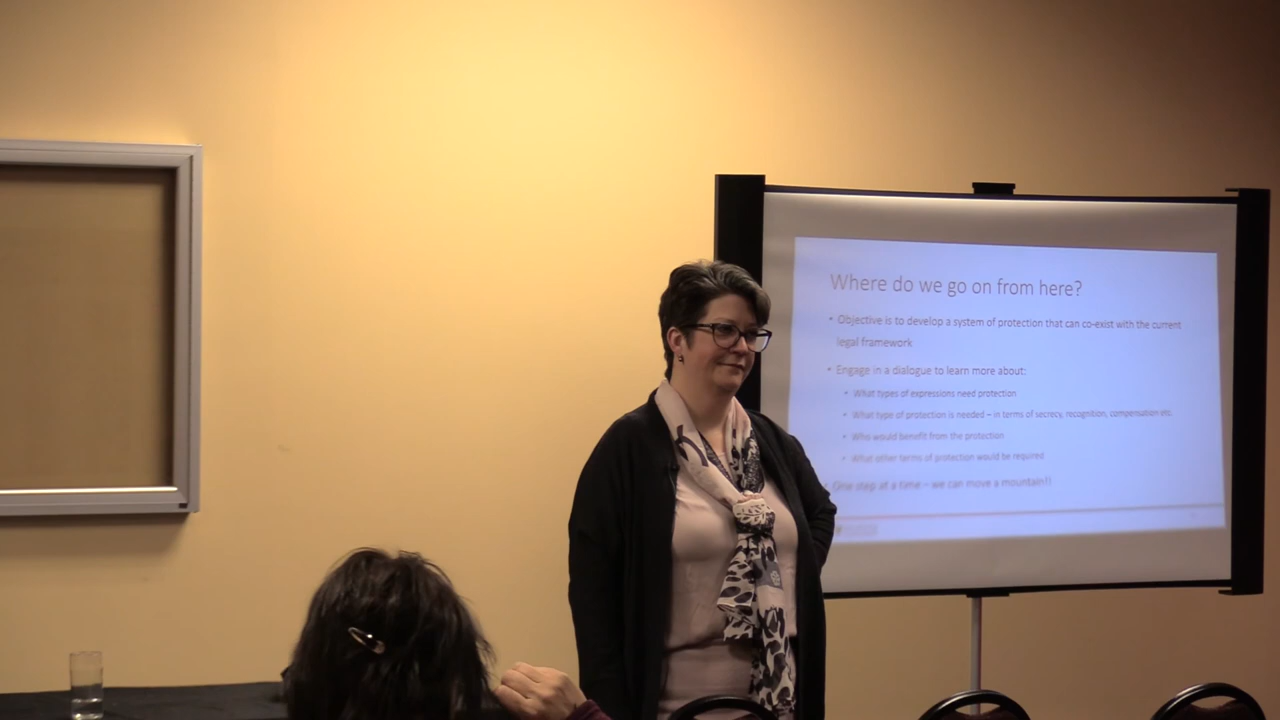 Where do we go on from here?
• Objective is to develop a system of protection that can co-exist with the current
legal framework
• Engage in a dialogue to learn more about:
• What types of expressions need protection
• What type of protection is needed – in terms of secrecy, recognition, compensation etc.
• Who would benefit from the protection
• What other terms of protection would be required
• One step at a time – we can move a mountain!!